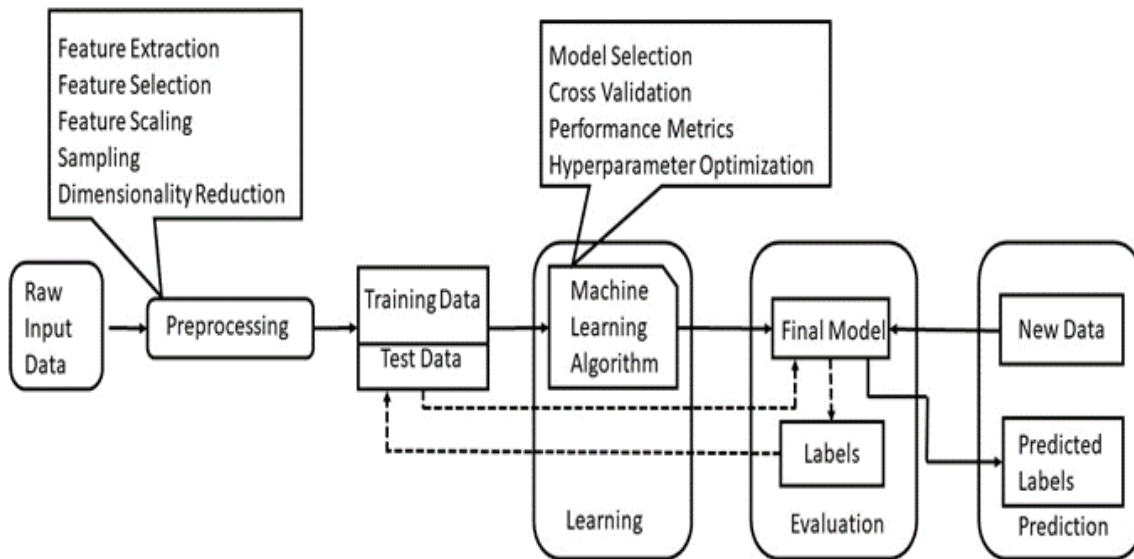 Feature Extraction
Feature Selection
Feature Scaling
Sampling
Dimensionality Reduction
Model Selection
Cross Validation
Performance Metrics
Hyperparameter Optimization
Raw
Input
Data
Preprocessing
Training Data
Test Data
Machine
Learning
Algorithm
Learning
Final Model
Labels
Evaluation
New Data
Predicted
Labels
Prediction